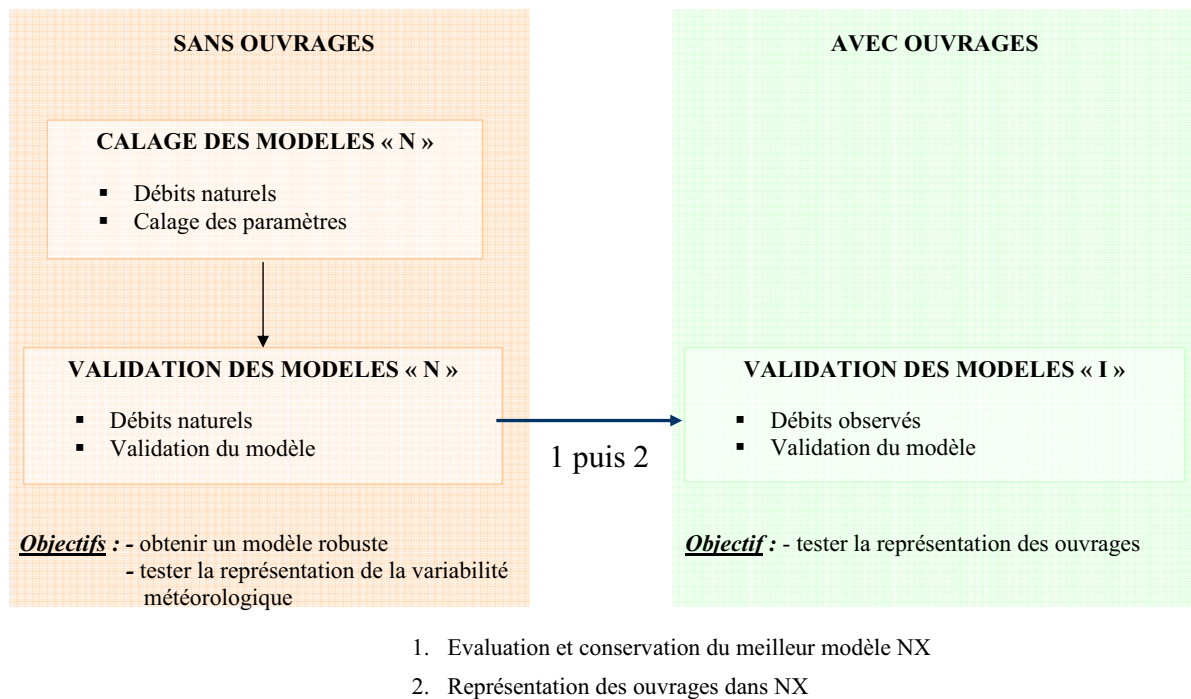 SANS OUVRAGES
CALAGE DES MODELES « N »
▪ Débits naturels
▪ Calage des paramètres
VALIDATION DES MODELES « N »
▪ Débits naturels
▪ Validation du modèle
Objectifs : - obtenir un modèle robuste
- tester la représentation de la variabilité
météorologique
1 puis 2
AVEC OUVRAGES
VALIDATION DES MODELES « I »
▪ Débits observés
▪ Validation du modèle
Objectif : - tester la représentation des ouvrages
1. Evaluation et conservation du meilleur modèle NX
2. Représentation des ouvrages dans NX